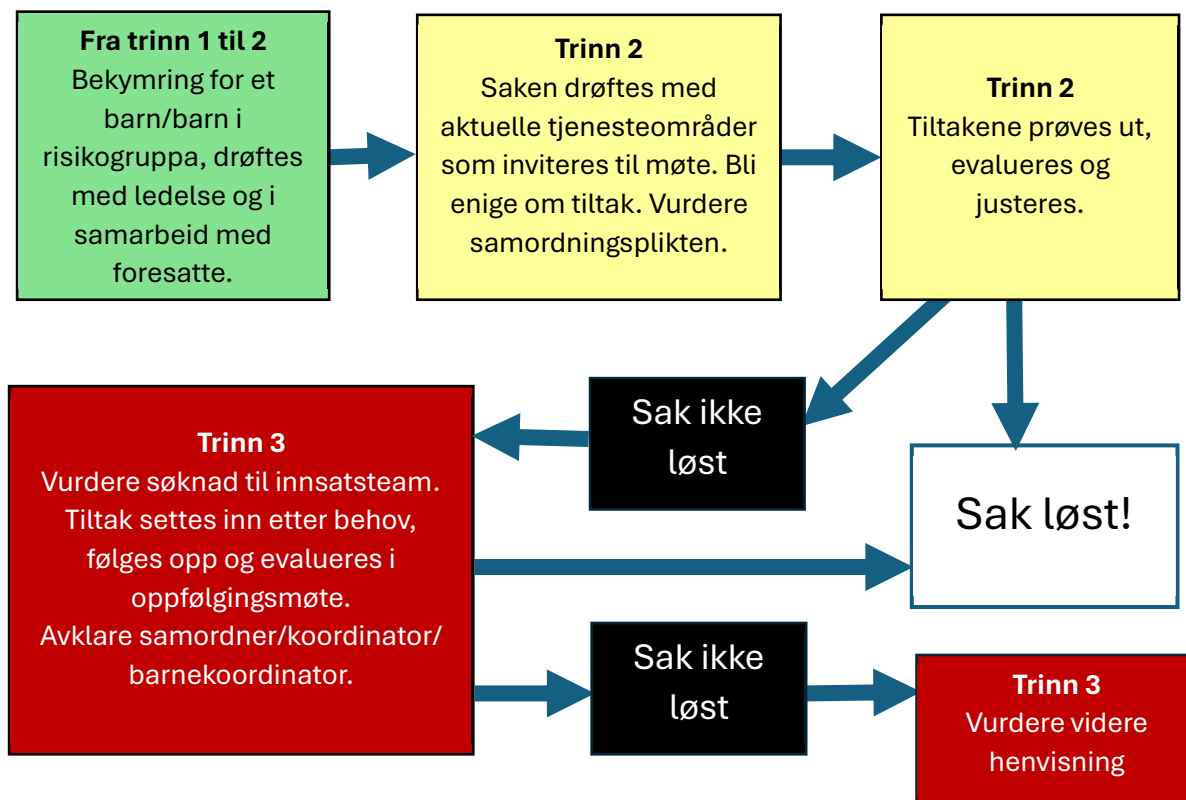 Fra trinn 1 til 2
Bekymring for et
barn/barn i
risikogruppa, drøftes
med ledelse og i
samarbeid med
foresatte.
Trinn 2
Saken drøftes med
aktuelle tjenesteområder
som inviteres til møte. Bli
enige om tiltak. Vurdere
samordningsplikten.
Trinn 2
Tiltakene prøves ut,
evalueres og
justeres.
Sak ikke
løst
Sak løst!
Trinn 3
Vurdere søknad til innsatsteam.
Tiltak settes inn etter behov,
følges opp og evalueres i
oppfølgingsmøte.
Avklare samordner/koordinator/
barnekoordinator.
Sak ikke
løst
Trinn 3
Vurdere videre
henvisning